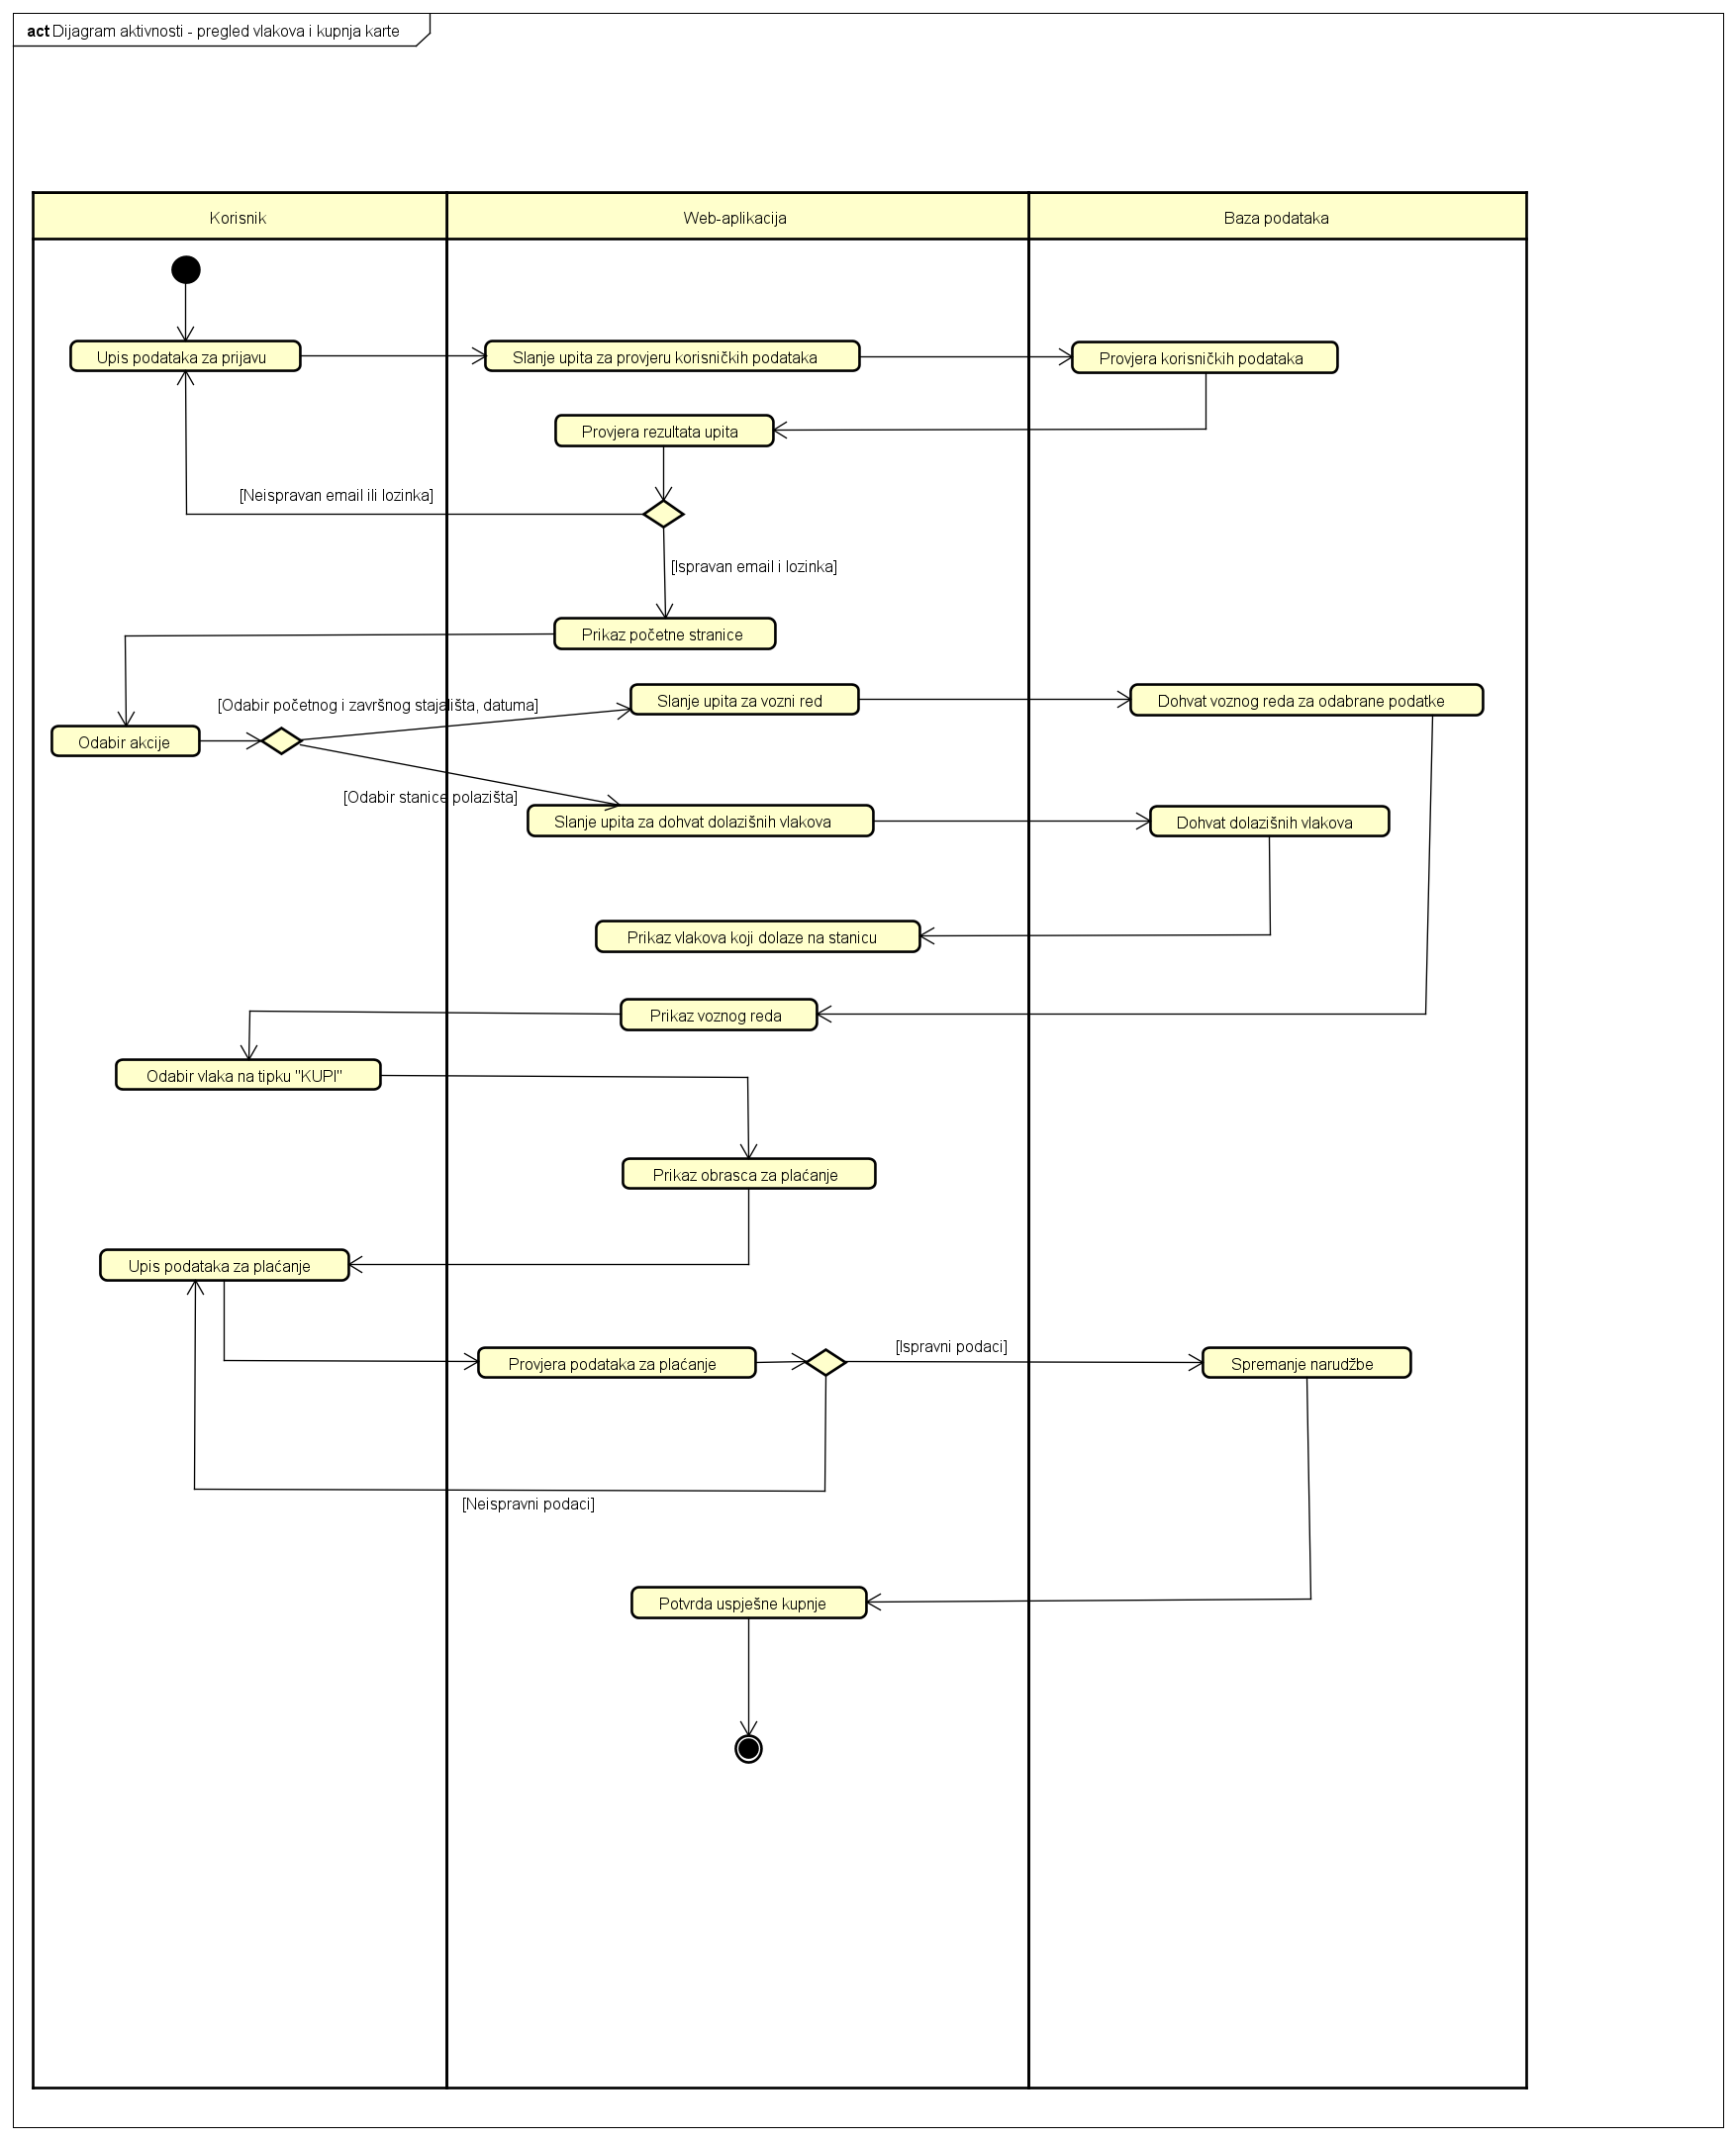 act Dijagram aktivnosti - pregled vlakova i kupnja karte
Korisnik
Web-aplikacija
Baza podataka
Upis podataka za prijavu
Slanje upita za provjeru korisničkih podataka
Provjera korisničkih podataka
Provjera rezultata upita
[Neispravan email ili lozinka]
[Ispravan email i lozinka]
Prikaz početne stranice
[Odabir početnog i završnog stajališta, datuma]
Slanje upita za vozni red
Dohvat voznog reda za odabrane podatke
Odabir akcije
[Odabir stanice polazišta]
Slanje upita za dohvat dolazišnih vlakova
Dohvat dolazišnih vlakova
Prikaz vlakova koji dolaze na stanicu
Prikaz voznog reda
Odabir vlaka na tipku "KUPI"
Prikaz obrasca za plaćanje
Upis podataka za plaćanje
[Ispravni podaci]
Provjera podataka za plaćanje
Spremanje narudžbe
[Neispravni podaci]
Potvrda uspješne kupnje